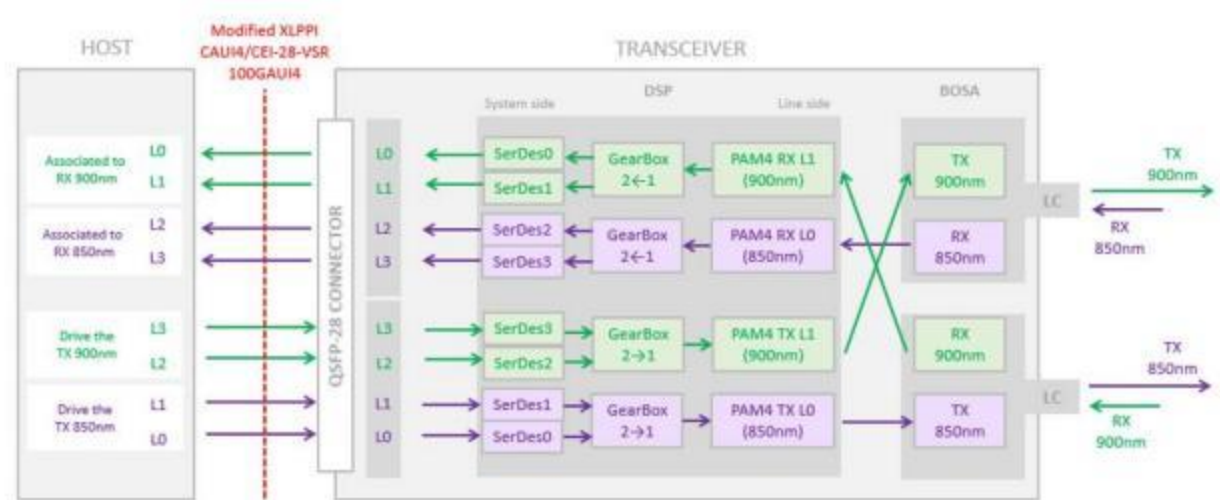 Modified XLPPI
CAUI4/CEI-28-VSR
100GAUI4
HOST
TRANSCEIVER
DSP
BOSA
System side
Line side
Associated to
RX 900nm
L0
L1
Associated to
RX 850nm
L2
L3
Drive the
TX 900nm
L3
L2
Drive the
TX 850nm
L1
L0
QSFP-28 CONNECTOR
L0
L1
L2
L3
L3
L2
L1
L0
SerDes0
SerDes1
GearBox
2←1
PAM4 RX L1
(900nm)
SerDes2
SerDes3
GearBox
2←1
PAM4 RX L0
(850nm)
SerDes3
SerDes2
GearBox
2→1
PAM4 TX L1
(900nm)
SerDes1
SerDes0
GearBox
2→1
PAM4 TX L0
(850nm)
TX
900nm
RX
850nm
LC
RX
900nm
TX
850nm
LC
TX
900nm
RX
850nm
TX
850nm
RX
900nm